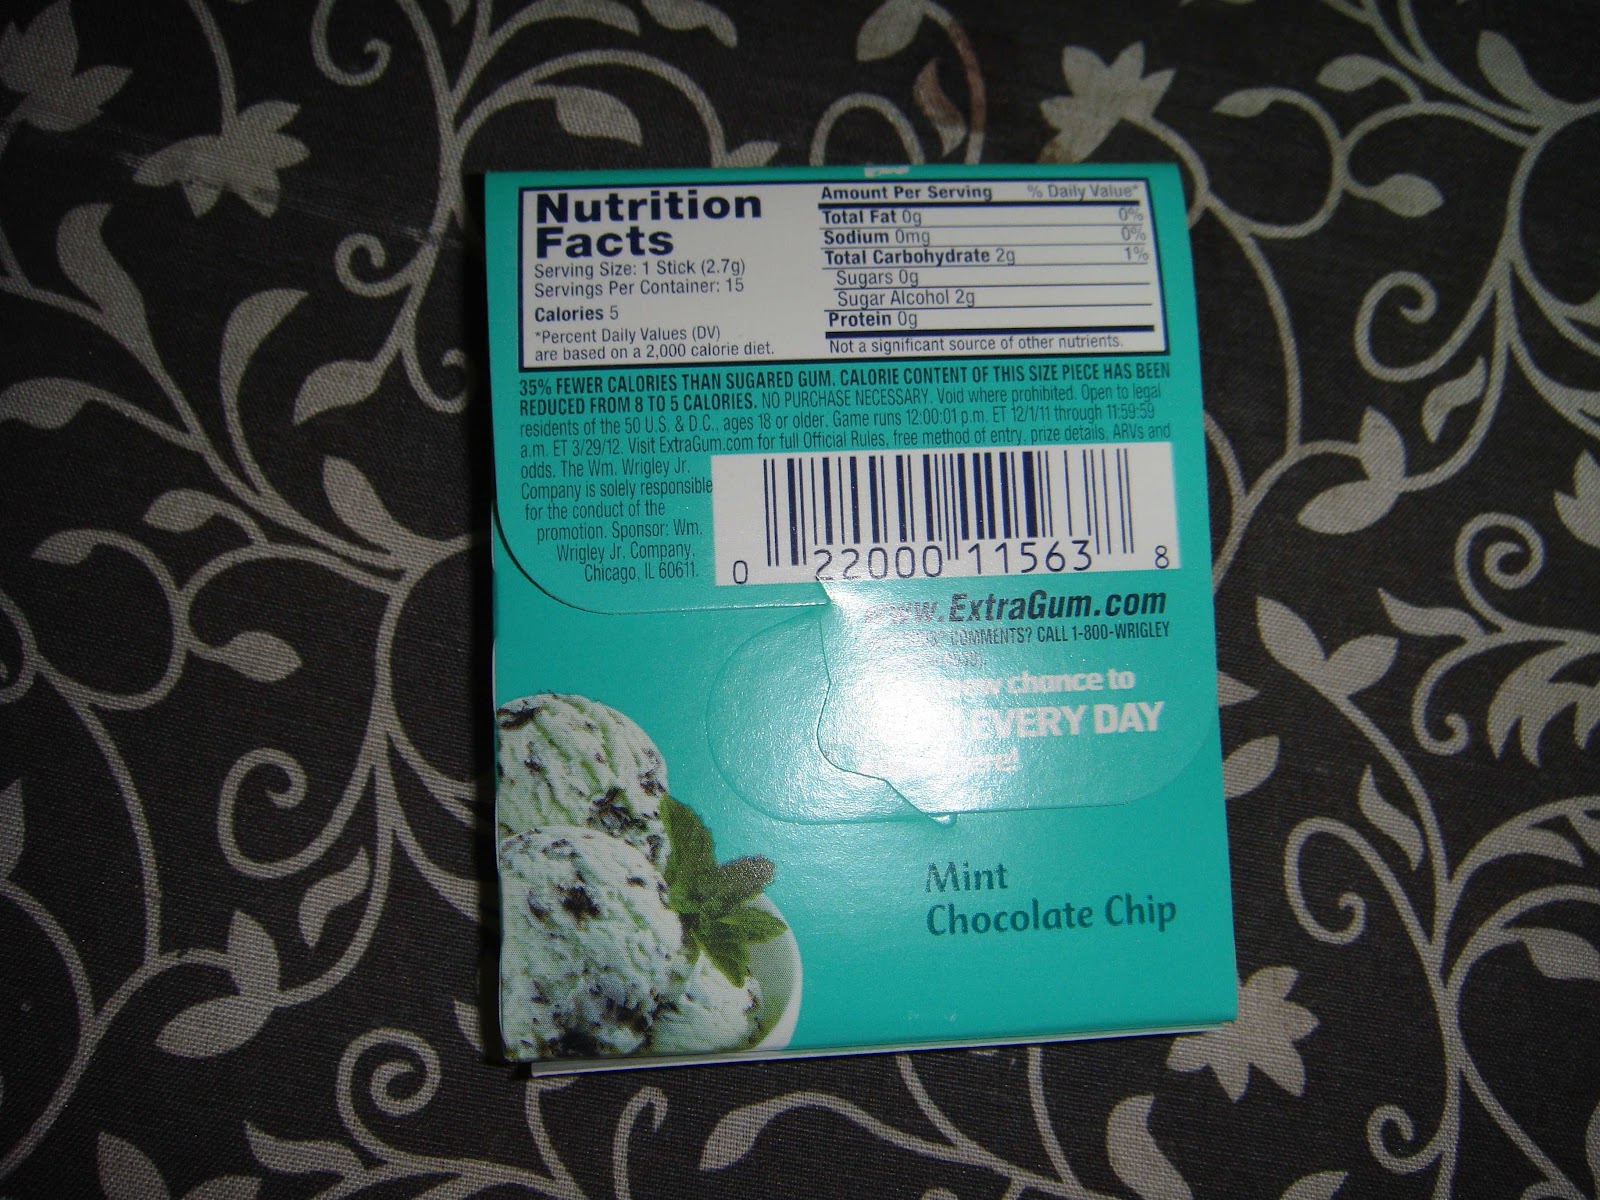 Nutrition
Facts
Serving Size: 1 Stick (2.7g)
Servings Per Container: 15
Calories 5
*Percent Daily Values (DV)
are based on a 2,000 calorie diet.
Amount Per Serving % Daily Value*
Total Fat 0g 0%
Sodium 0mg 0%
Total Carbohydrate 2g 1%
Sugars 0g
Sugar Alcohol 2g
Protein 0g
Not a significant source of other nutrients.
35% FEWER CALORIES THAN SUGARED GUM. CALORIE CONTENT OF THIS SIZE PIECE HAS BEEN
REDUCED FROM 8 TO 5 CALORIES. NO PURCHASE NECESSARY. Void where prohibited. Open to legal
residents of the 50 U.S. & D.C., ages 18 or older. Game runs 12:00:01 p.m. ET 12/1/11 through 11:59:59
a.m. ET 3/29/12. Visit ExtraGum.com for full Official Rules, free method of entry, prize details, ARVs and
odds. The Wm. Wrigley Jr.
Company is solely responsible
for the conduct of the
promotion. Sponsor: Wm.
Wrigley Jr. Company,
Chicago, IL 60611.
0 22000 11563 8
www.ExtraGum.com
COMMENTS? CALL 1-800-WRIGLEY
chance to
EVERY DAY
Mint
Chocolate Chip